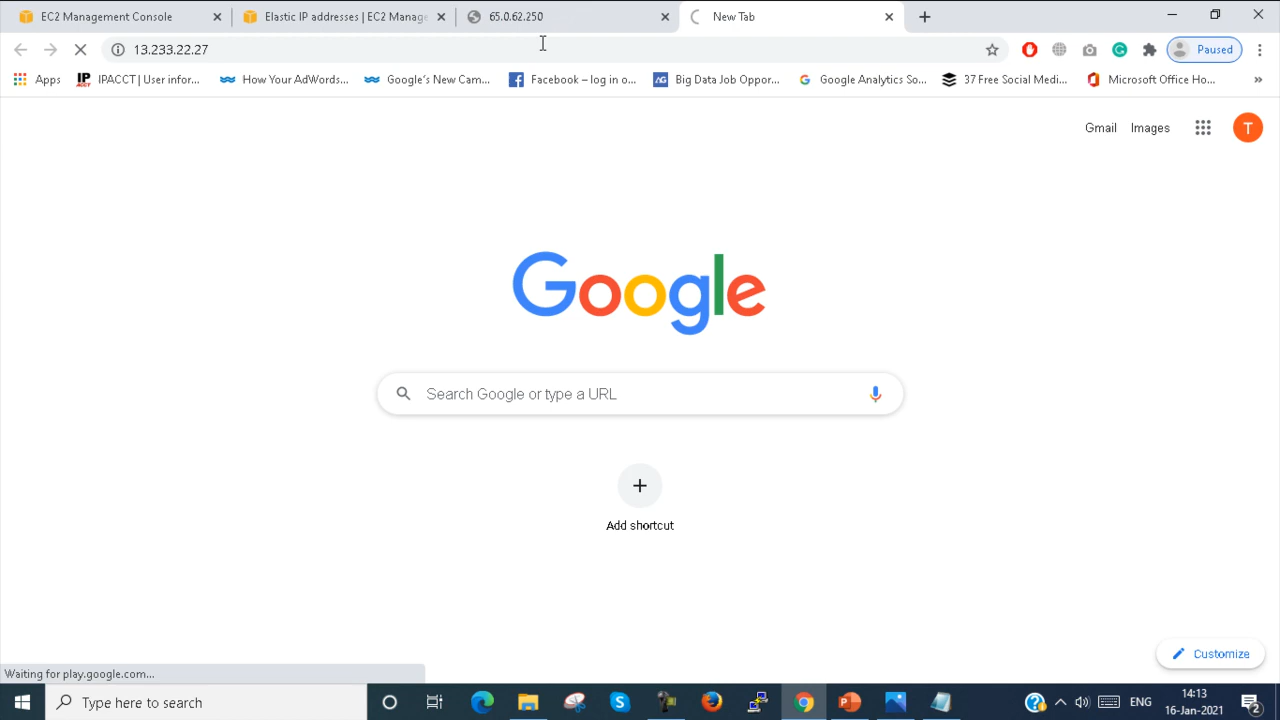 EC2 Management Console
Elastic IP addresses | EC2 Manage
65.0.62.250
New Tab
13.233.22.27
Paused
Apps
IP ACCT
IPACCT | User infor...
How Your AdWords...
Google's New Cam...
Facebook – log in o...
AG
Big Data Job Oppor...
G
Google Analytics So...
37 Free Social Medi...
Microsoft Office Ho...
»
Gmail
Images
T
Google
Search Google or type a URL
Add shortcut
Customize
Waiting for play.google.com...
Type here to search
ENG
14:13
16-Jan-2021
2